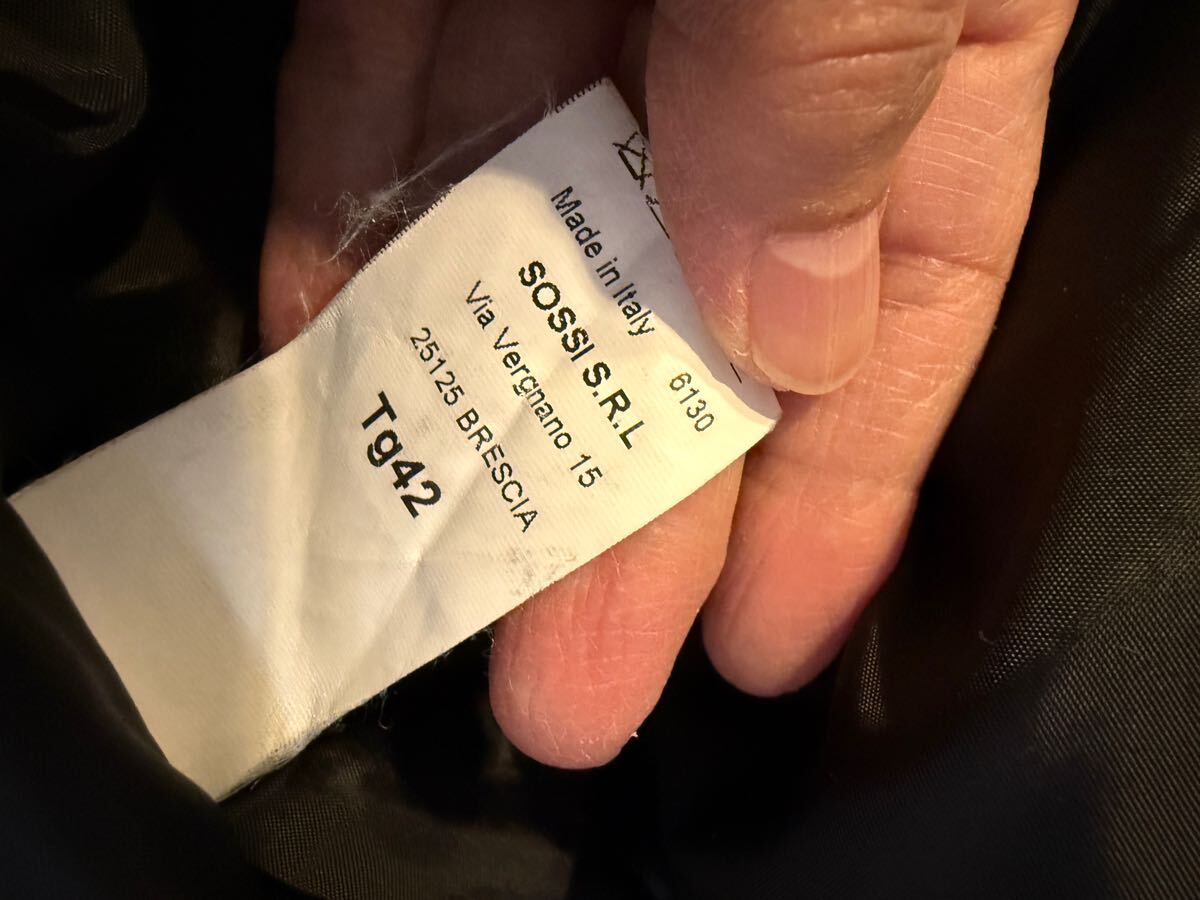 Made in Italy
6130
SOSSI S.R.L
Via Vergnano 15
25125 BRESCIA
Tg42